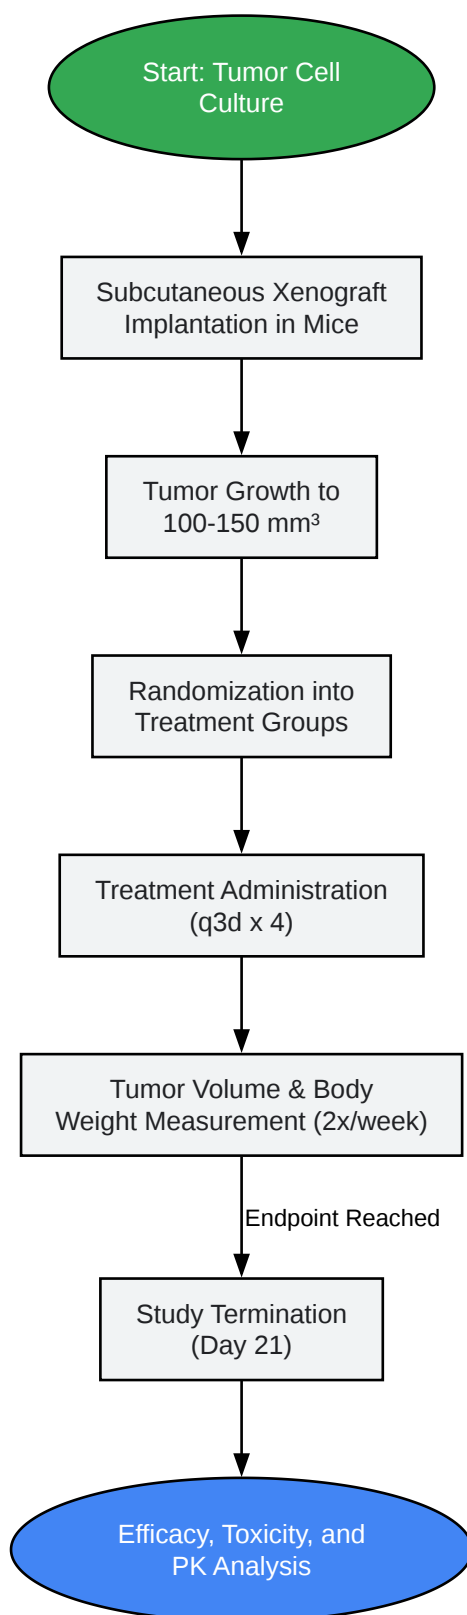 Start: Tumor Cell
Culture
Subcutaneous Xenograft
Implantation in Mice
Tumor Growth to
100-150 mm³
Randomization into
Treatment Groups
Treatment Administration
(q3d x 4)
Tumor Volume & Body
Weight Measurement (2x/week)
Endpoint Reached
Study Termination
(Day 21)
Efficacy, Toxicity, and
PK Analysis